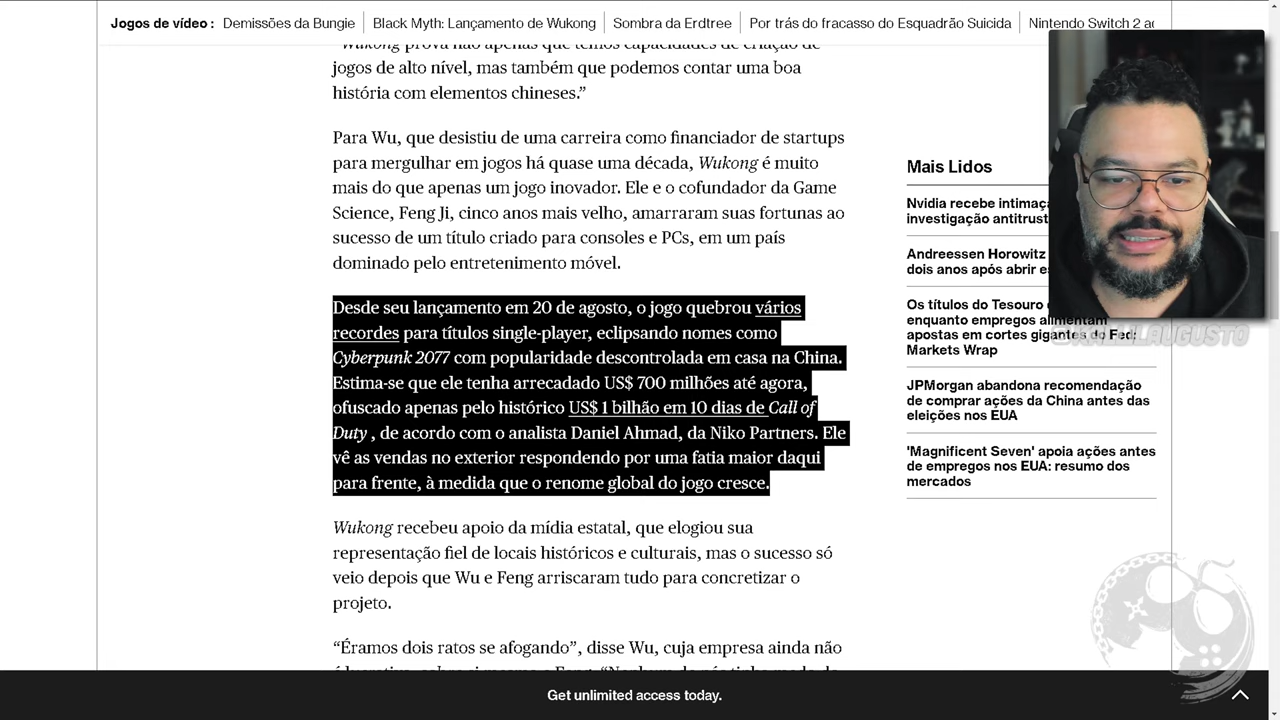 Jogos de vídeo :
Demissões da Bungie
Black Myth: Lançamento de Wukong
Sombra da Erdtree
Por trás do fracasso do Esquadrão Suicida
Nintendo Switch 2
Wukong prova não apenas que temos capacidades de criação de
jogos de alto nível, mas também que podemos contar uma boa
história com elementos chineses.”
Para Wu, que desistiu de uma carreira como financiador de startups
para mergulhar em jogos há quase uma década, Wukong é muito
mais do que apenas um jogo inovador. Ele e o cofundador da Game
Science, Feng Ji, cinco anos mais velho, amarraram suas fortunas ao
sucesso de um título criado para consoles e PCs, em um país
dominado pelo entretenimento móvel.
Desde seu lançamento em 20 de agosto, o jogo quebrou vários
recordes para títulos single-player, eclipsando nomes como
Cyberpunk 2077 com popularidade descontrolada em casa na China.
Estima-se que ele tenha arrecadado US$ 700 milhões até agora,
ofuscado apenas pelo histórico US$ 1 bilhão em 10 dias de Call of
Duty , de acordo com o analista Daniel Ahmad, da Niko Partners. Ele
vê as vendas no exterior respondendo por uma fatia maior daqui
para frente, à medida que o renome global do jogo cresce.
Wukong recebeu apoio da mídia estatal, que elogiou sua
representação fiel de locais históricos e culturais, mas o sucesso só
veio depois que Wu e Feng arriscaram tudo para concretizar o
projeto.
“Éramos dois ratos se afogando”, disse Wu, cuja empresa ainda não
Mais Lidos
Nvidia recebe
investigação
Andreessen Horowitz
dois anos após abrir
Os títulos do Tesouro
enquanto empregos alimentam
apostas em cortes gigantes do Fed:
Markets Wrap
JPMorgan abandona recomendação
de comprar ações da China antes das
eleições nos EUA
'Magnificent Seven' apoia ações antes
de empregos nos EUA: resumo dos
mercados
Get unlimited access today.